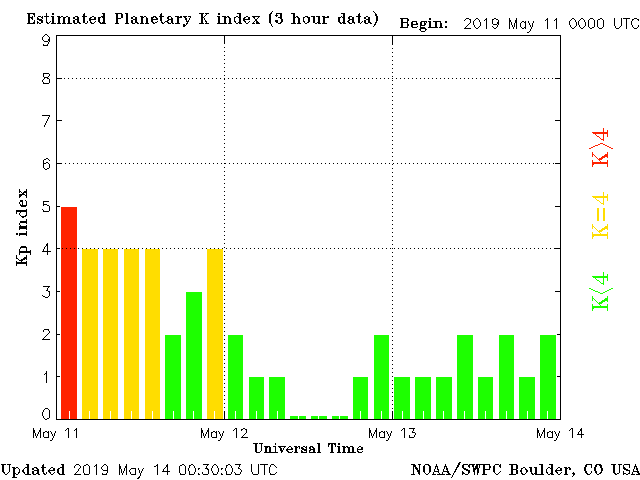 Estimated Planetary K index (3 hour data) Begin: 2019 May 11 0000 UTC
9
8
7
6
5
4
3
2
1
0
Kp index
K>4
K=4
K<4
May 11 May 12 May 13 May 14
Universal Time
Updated 2019 May 14 00:30:03 UTC NOAA/SWPC Boulder, CO USA